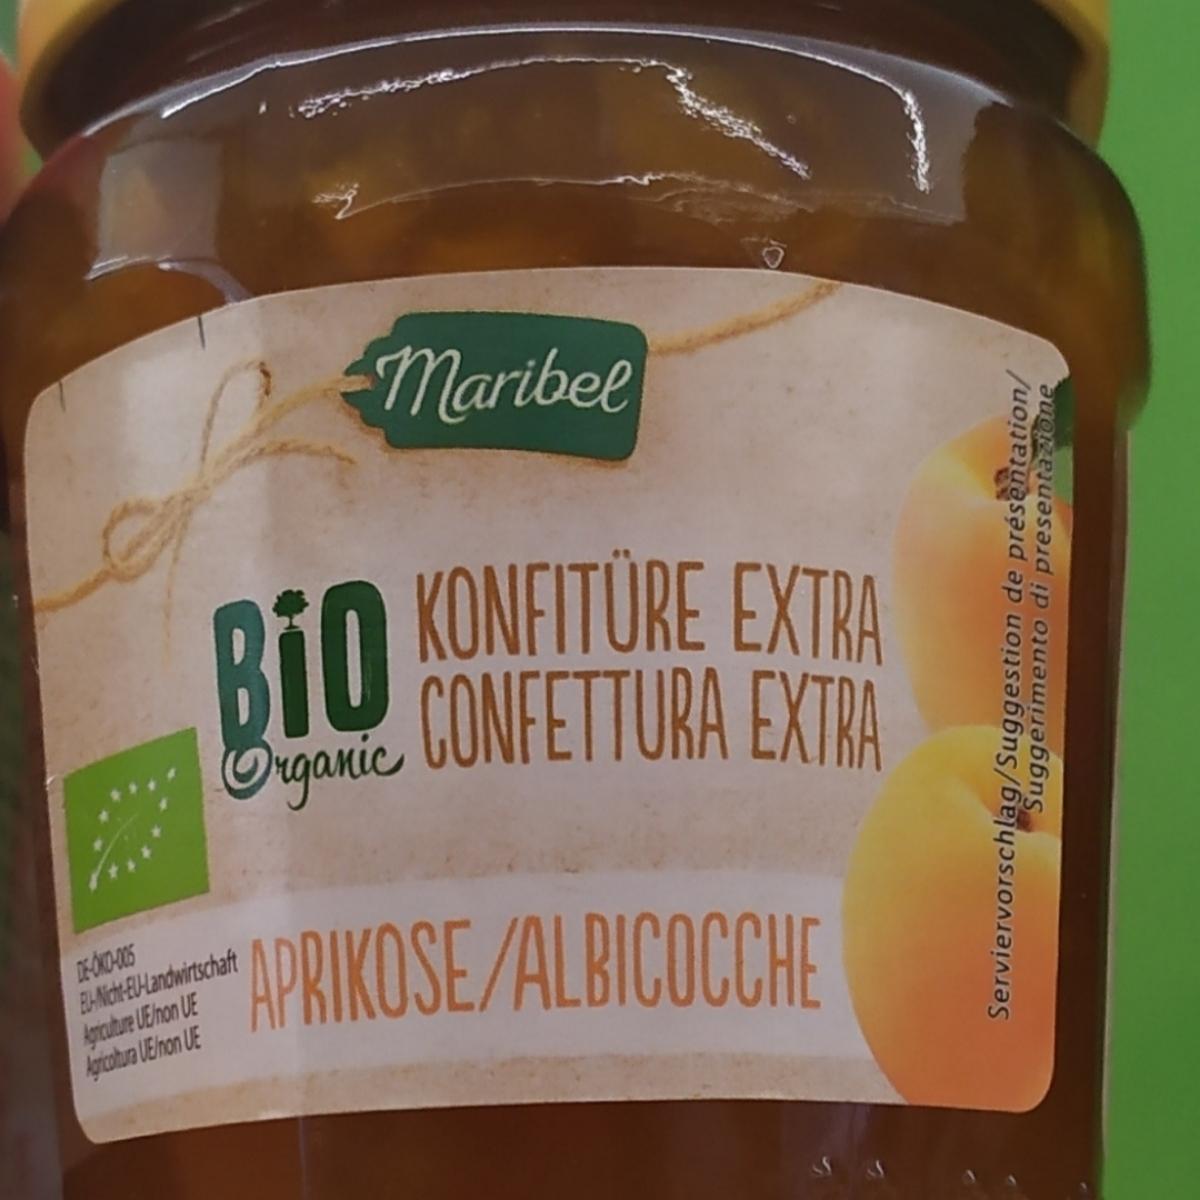 Maribel
BiO
Organic
KONFITÜRE EXTRA
CONFETTURA EXTRA
APRIKOSE/ALBICOCCHE
DE-ÖKO-005
EU-/Nicht-EU-Landwirtschaft
Agriculture UE/non UE
Agricoltura UE/non UE
Serviervorschlag/Suggestion de présentation/
Suggerimento di presentazione